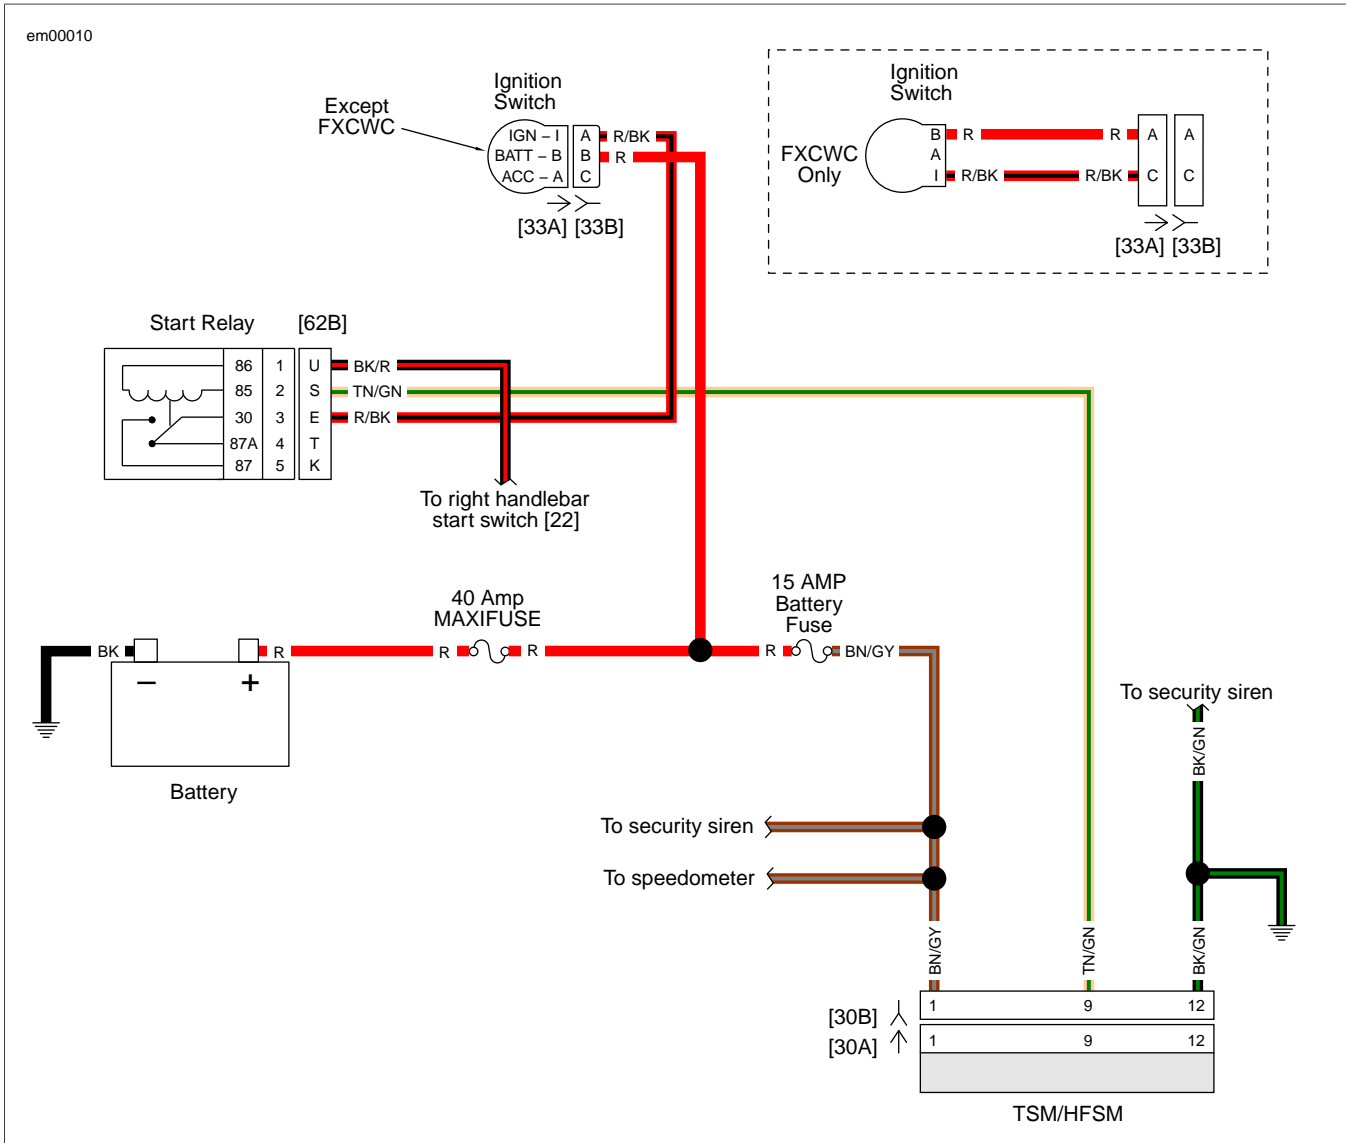 em00010
Ignition
Switch
Except
FXCWC
IGN – I
A
R/BK
BATT – B
B
R
ACC – A
C
[33A] [33B]
Ignition
Switch
FXCWC
Only
B
R
R
A
A
A
I
R/BK
R/BK
C
C
[33A] [33B]
Start Relay
[62B]
86
1
U
BK/R
85
2
S
TN/GN
30
3
E
R/BK
87A
4
T
87
5
K
To right handlebar
start switch [22]
40 Amp
MAXIFUSE
15 AMP
Battery
Fuse
BK
R
R
R
R
BN/GY
–
+
Battery
To security siren
BK/GN
To security siren
To speedometer
BN/GY
TN/GN
BK/GN
[30B]
1
9
12
[30A]
1
9
12
TSM/HFSM